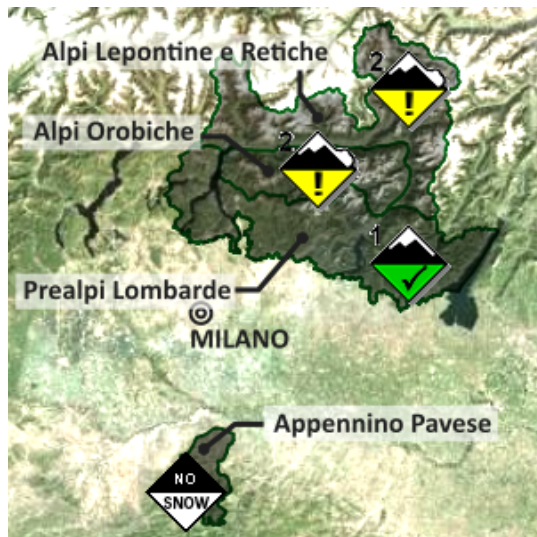 Alpi Lepontine e Retiche
2
!
Alpi Orobiche
2
!
1
Prealpi Lombarde
MILANO
Appennino Pavese
NO
SNOW